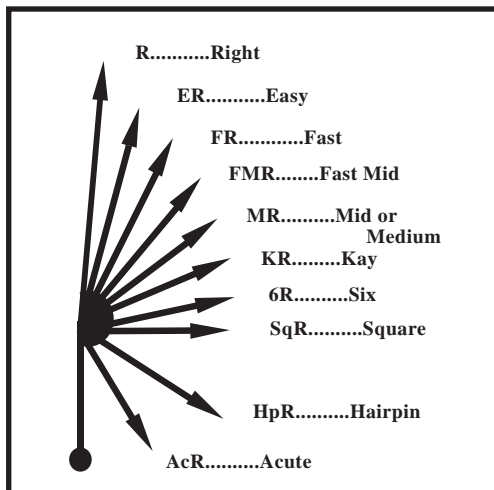 R...........Right
ER...........Easy
FR............Fast
FMR........Fast Mid
MR..........Mid or
Medium
KR.........Kay
6R..........Six
SqR..........Square
HpR..........Hairpin
AcR..........Acute